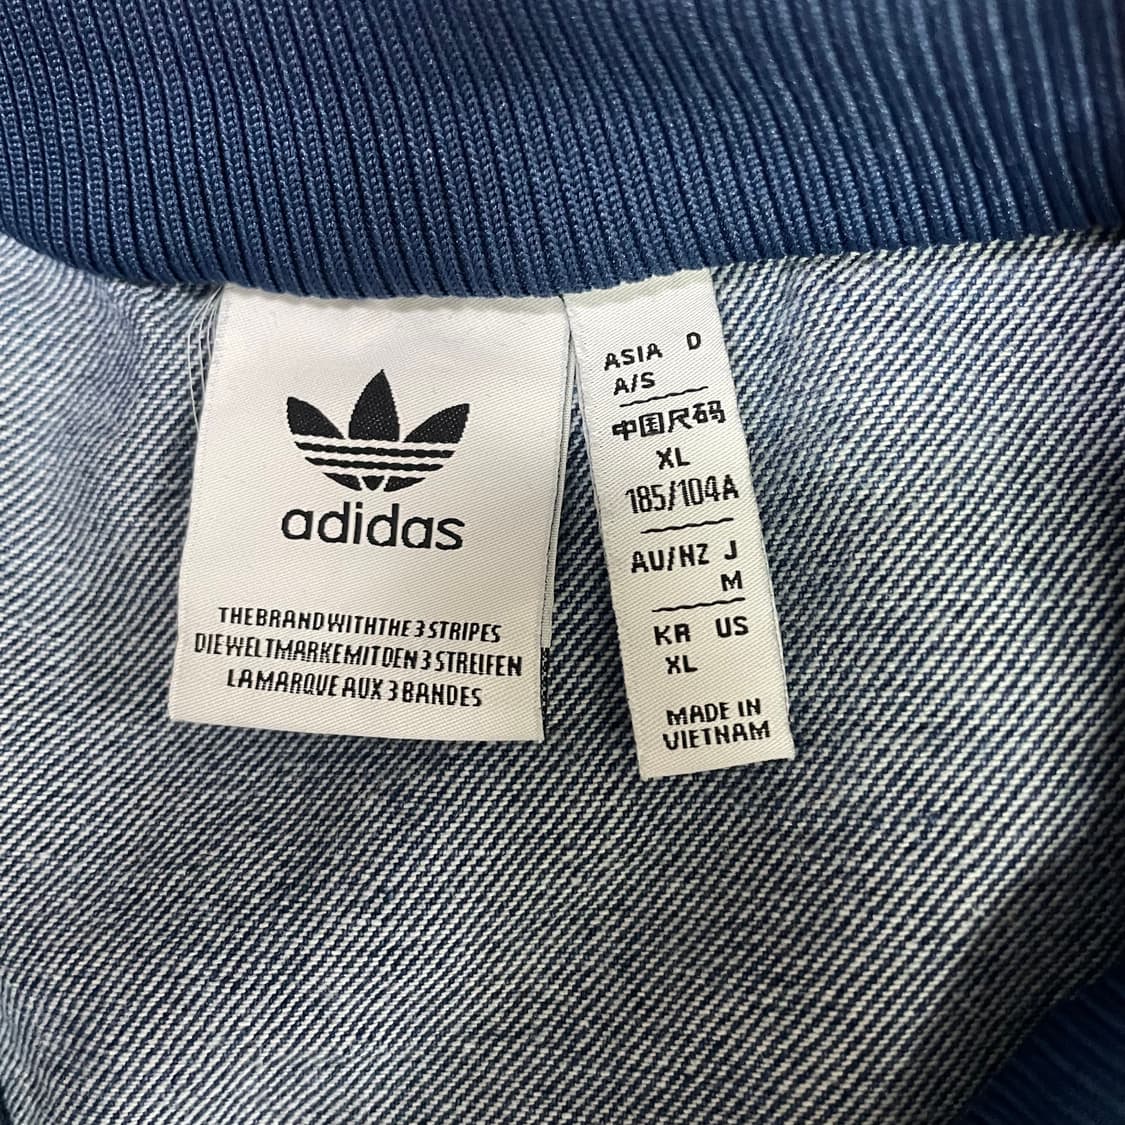 adidas
THE BRAND WITH THE 3 STRIPES
DIE WELTMARKE MIT DEN 3 STREIFEN
LA MARQUE AUX 3 BANDES
ASIA D
A/S
中国尺码
XL
185/104A
AU/NZ J
M
KR US
XL
MADE IN
VIETNAM